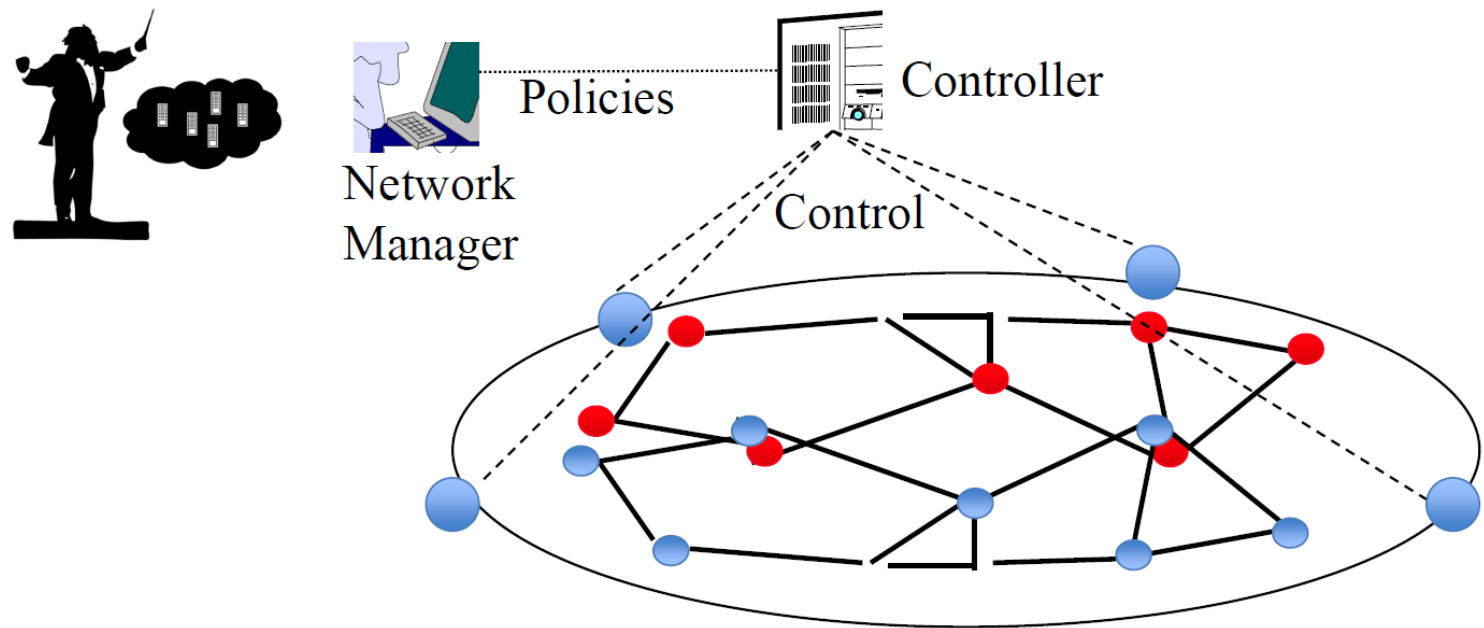 Policies
Controller
Network
Manager
Control